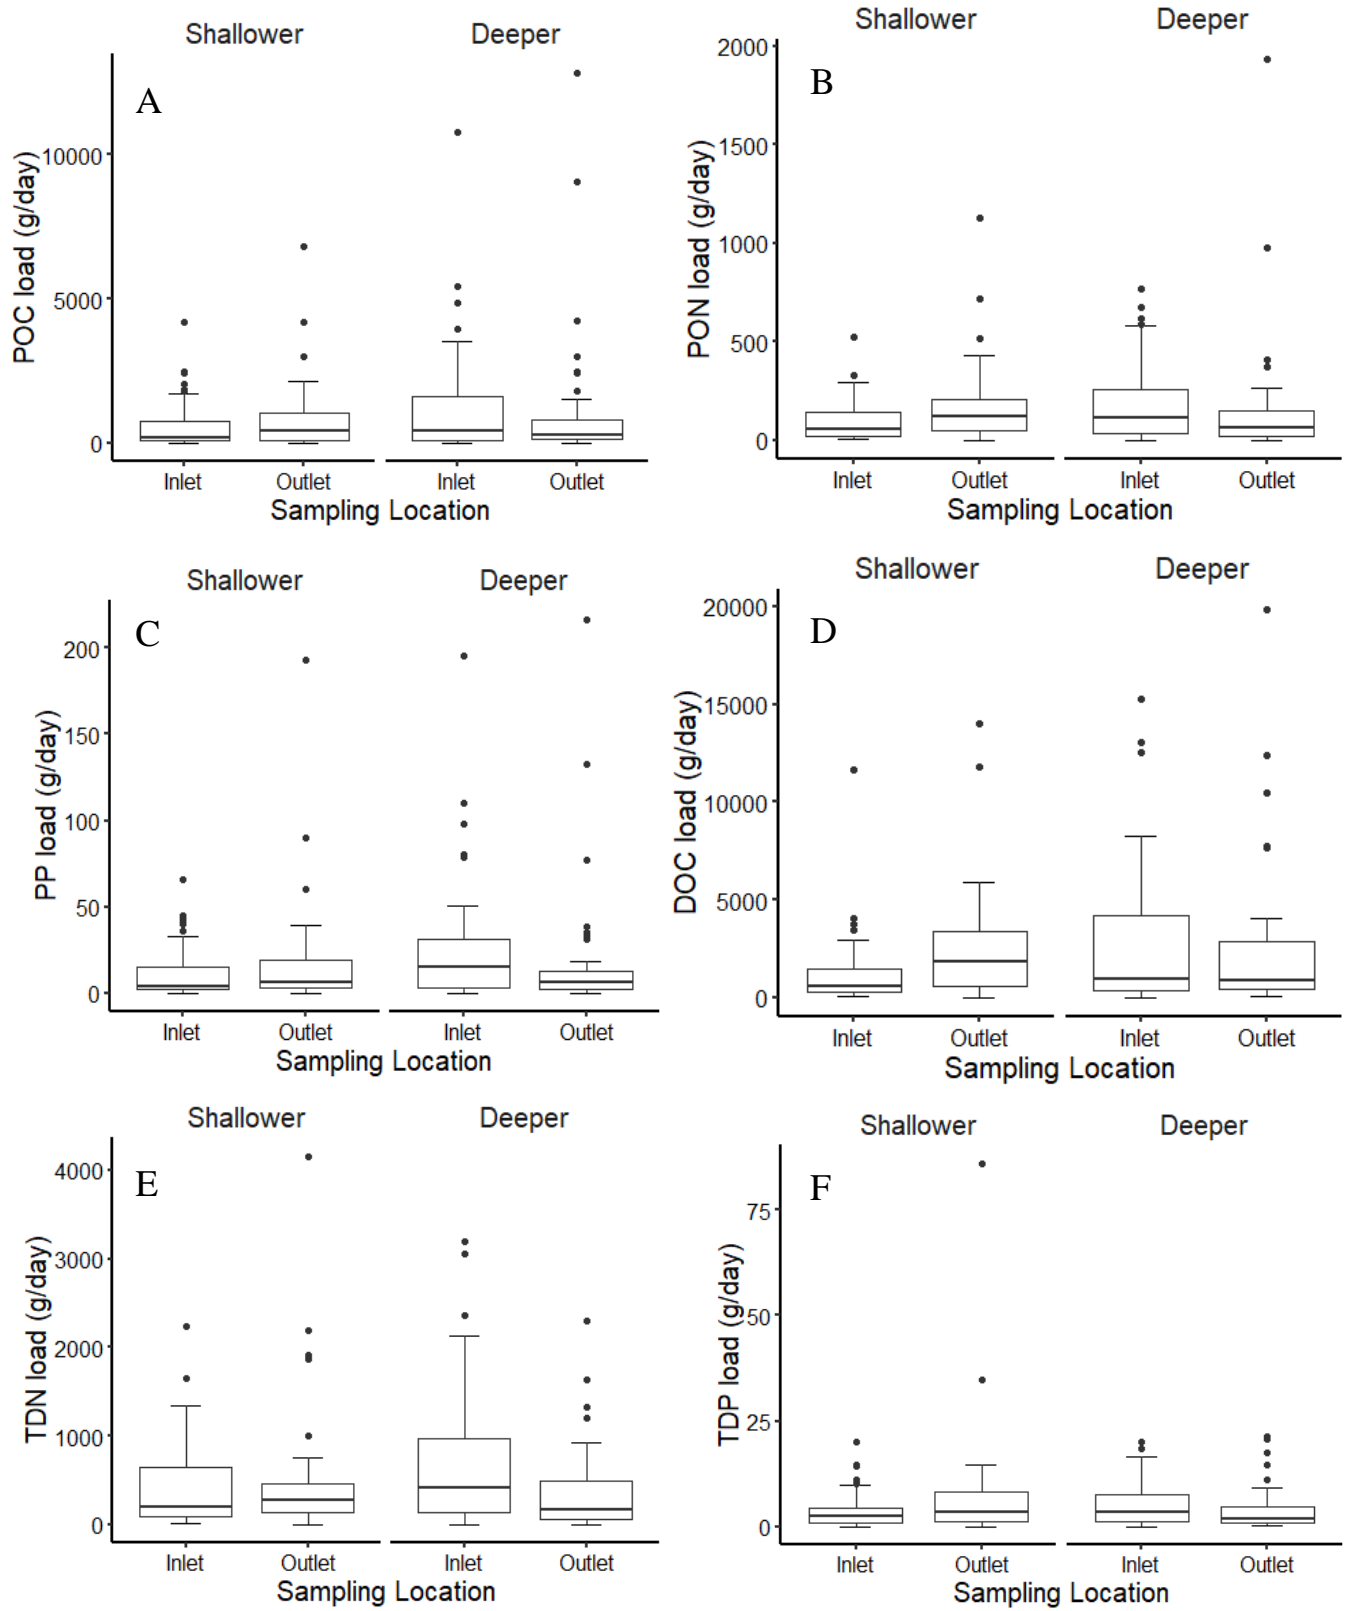 Shallower Deeper
A
POC load (g/day)
10000
5000
0
Inlet Outlet Inlet Outlet
Sampling Location
Shallower Deeper
B
PON load (g/day)
2000
1500
1000
500
0
Inlet Outlet Inlet Outlet
Sampling Location
Shallower Deeper
C
PP load (g/day)
200
150
100
50
0
Inlet Outlet Inlet Outlet
Sampling Location
Shallower Deeper
D
DOC load (g/day)
20000
15000
10000
5000
0
Inlet Outlet Inlet Outlet
Sampling Location
Shallower Deeper
E
TDN load (g/day)
4000
3000
2000
1000
0
Inlet Outlet Inlet Outlet
Sampling Location
Shallower Deeper
F
TDP load (g/day)
75
50
25
0
Inlet Outlet Inlet Outlet
Sampling Location